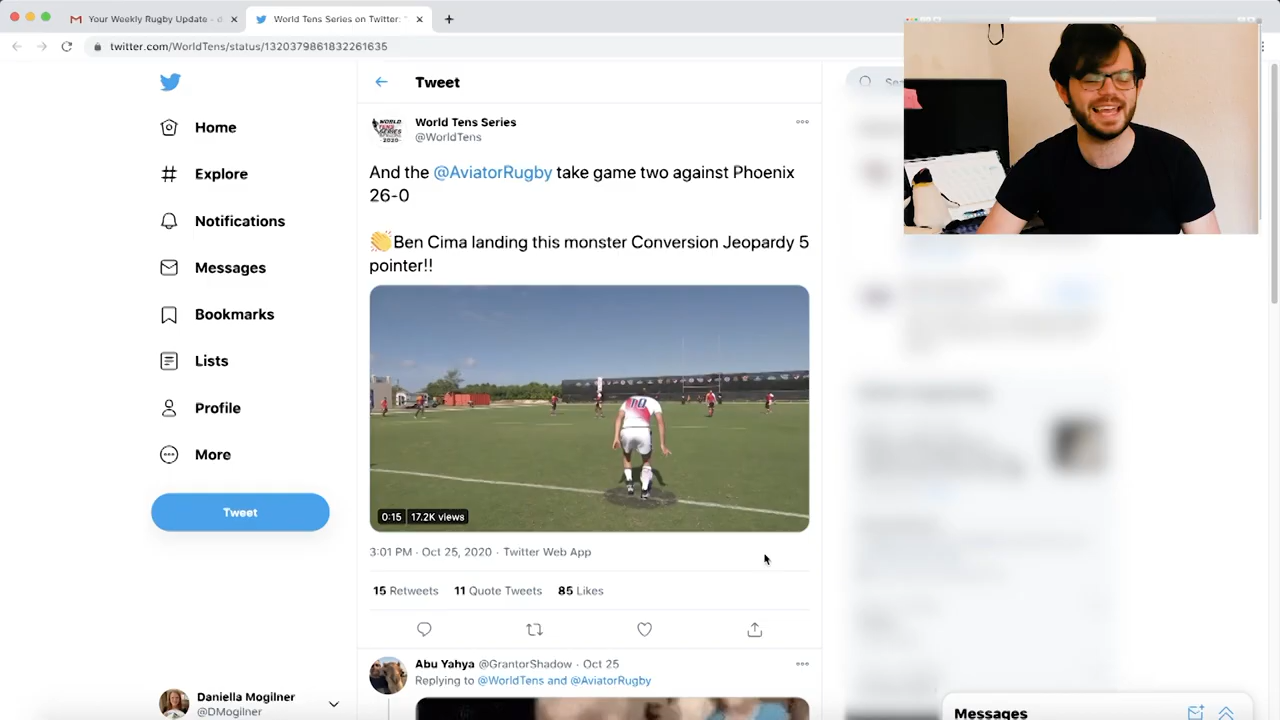 Your Weekly Rugby Update - d
World Tens Series on Twitter: "
twitter.com/WorldTens/status/1320379861832261635
Home
Explore
Notifications
Messages
Bookmarks
Lists
Profile
More
Tweet
Daniella Mogilner
@DMogilner
Tweet
World Tens Series
@WorldTens
And the @AviatorRugby take game two against Phoenix
26-0
👏Ben Cima landing this monster Conversion Jeopardy 5
pointer!!
10
0:15 17.2K views
3:01 PM · Oct 25, 2020 · Twitter Web App
15 Retweets 11 Quote Tweets 85 Likes
Abu Yahya @GrantorShadow · Oct 25
Replying to @WorldTens and @AviatorRugby
Messages